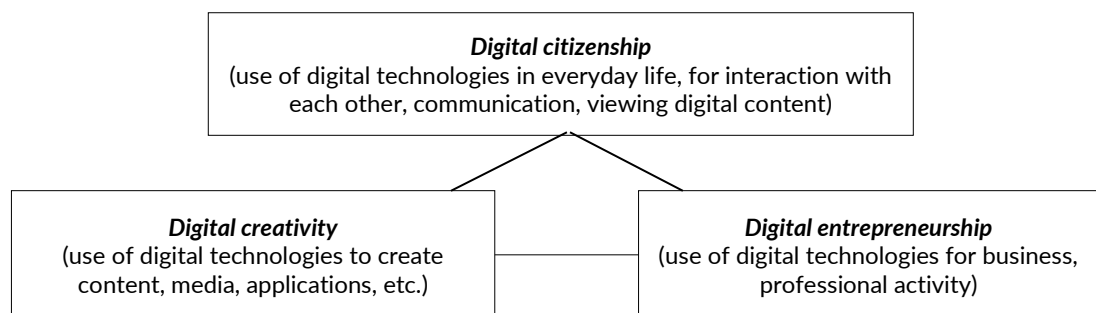 Digital citizenship
(use of digital technologies in everyday life, for interaction with
each other, communication, viewing digital content)
Digital creativity
(use of digital technologies to create
content, media, applications, etc.)
Digital entrepreneurship
(use of digital technologies for business,
professional activity)